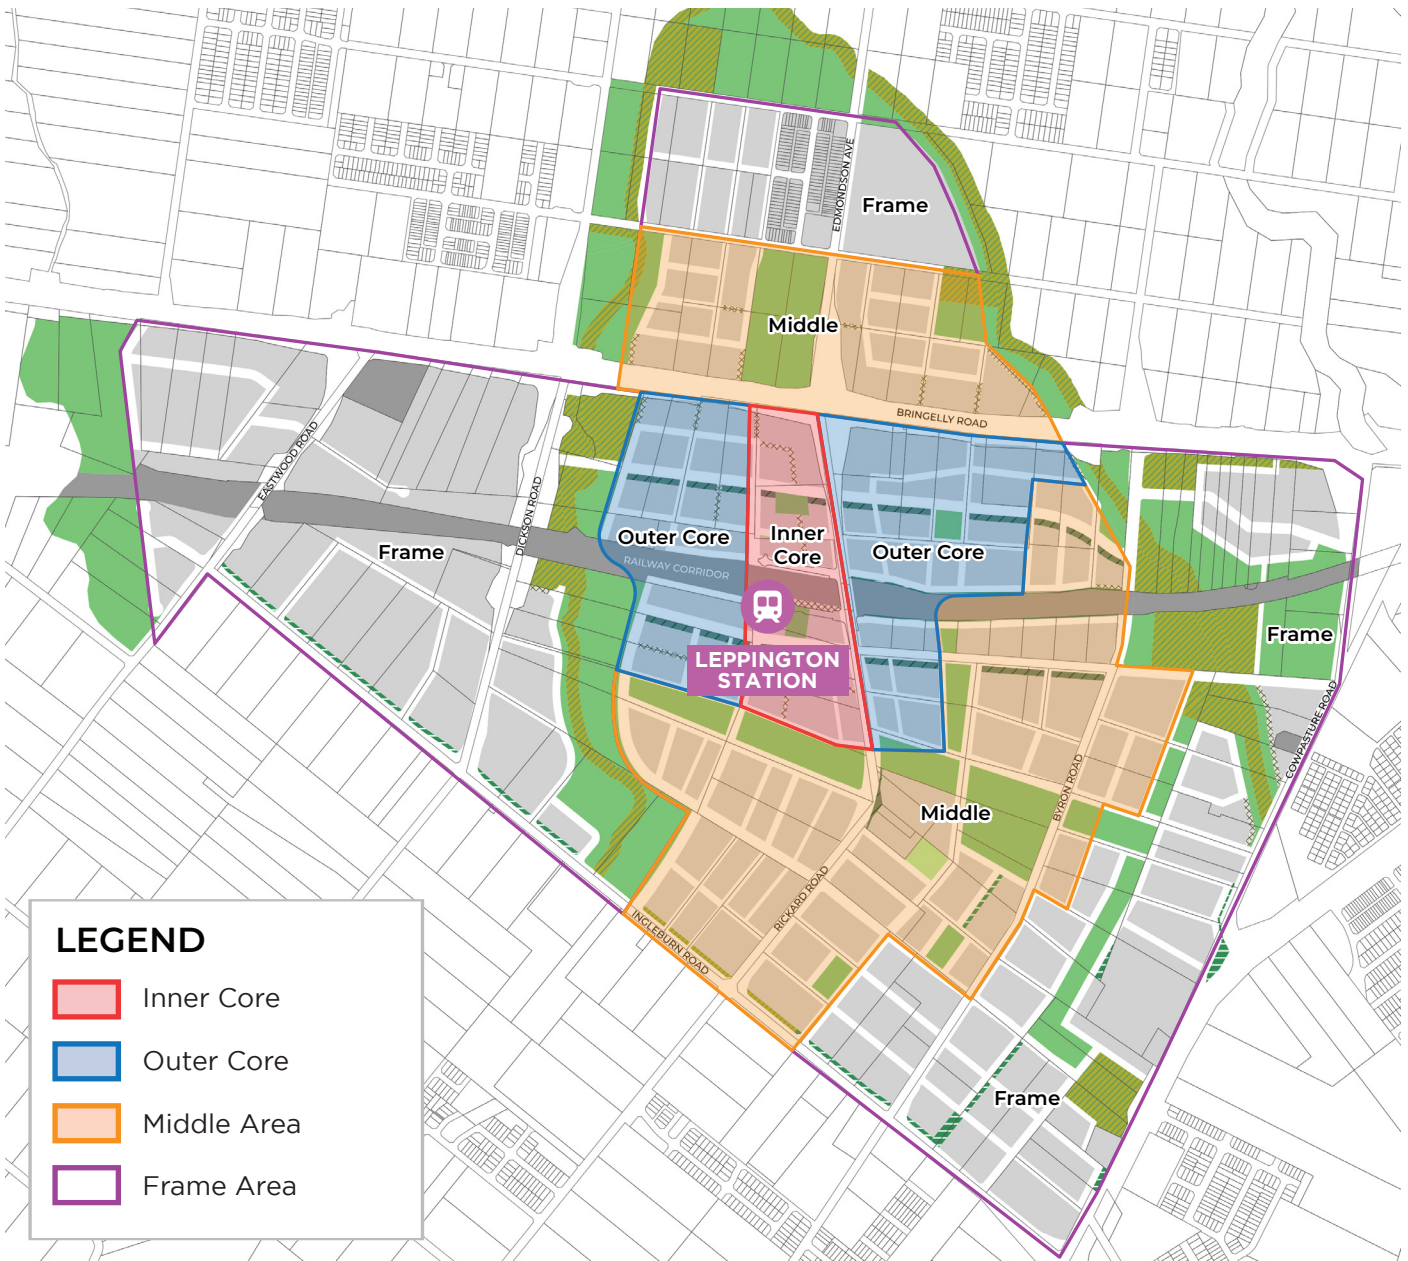 EDMONDSON AVE
Frame
Middle
BRINGELLY ROAD
EASTWOOD ROAD
DICKSON ROAD
Frame
Outer Core
Inner
Core
Outer Core
RAILWAY CORRIDOR
Frame
LEPPINGTON
STATION
COWPASTURE ROAD
BYRON ROAD
Middle
RICKARD ROAD
INGLEBURN ROAD
Frame
LEGEND
Inner Core
Outer Core
Middle Area
Frame Area